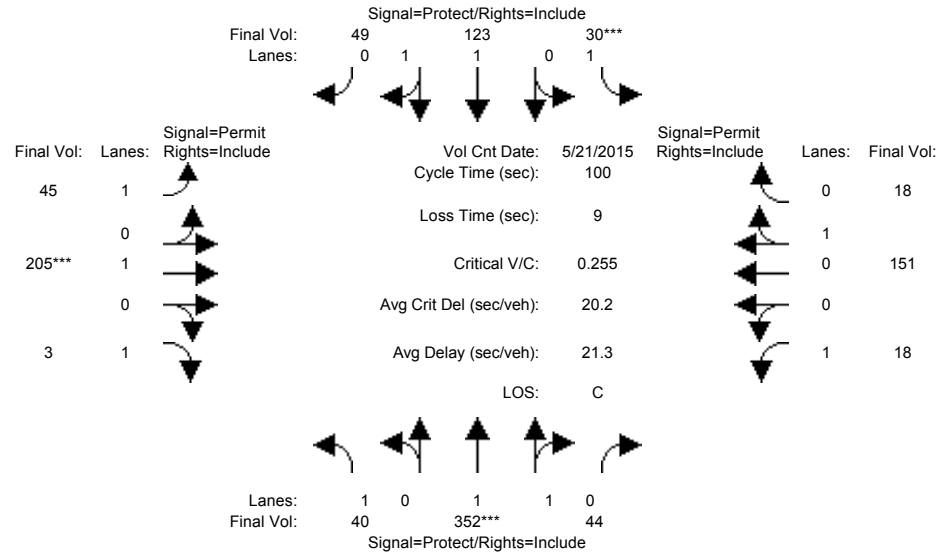 Signal=Protect/Rights=Include
Final Vol: 49 123 30***
Lanes: 0 1 1 0 1
Signal=Permit Signal=Permit
Final Vol: Lanes: Rights=Include Vol Cnt Date: 5/21/2015 Rights=Include Lanes: Final Vol:
Cycle Time (sec): 100
45 1 0 18
Loss Time (sec): 9
0 1
205*** 1 Critical V/C: 0.255 0 151
0 Avg Crit Del (sec/veh): 20.2 0
3 1 Avg Delay (sec/veh): 21.3 1 18
LOS: C
Lanes: 1 0 1 1 0
Final Vol: 40 352*** 44
Signal=Protect/Rights=Include